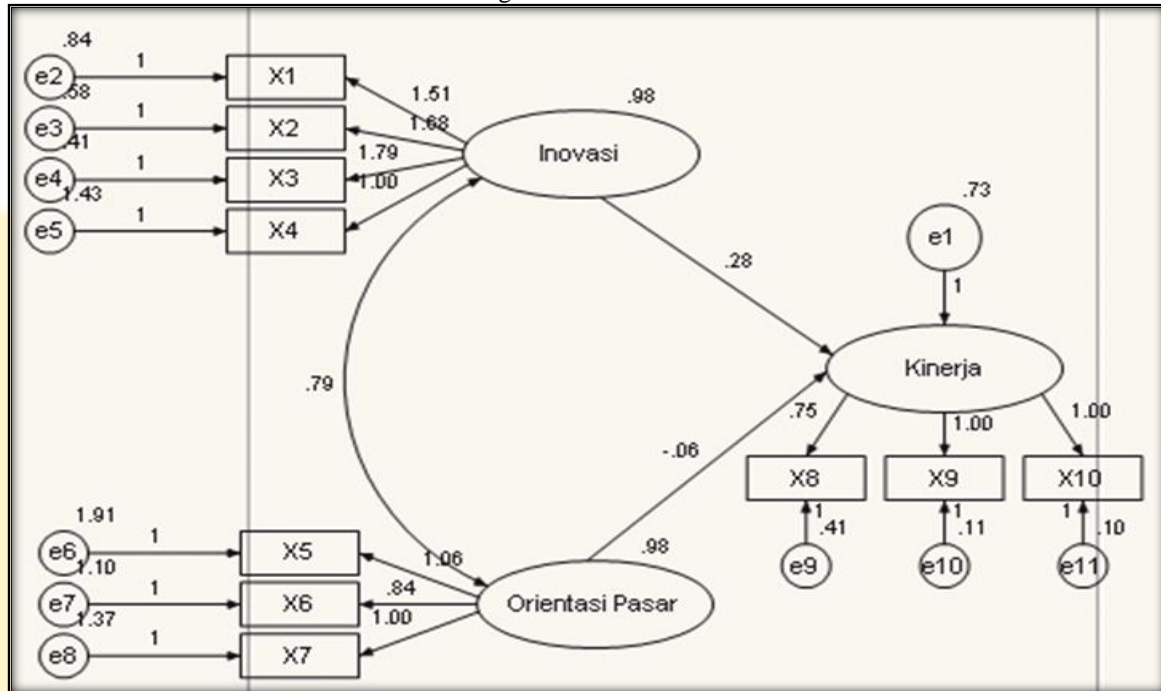 .84
e2
1
X1
1.51
.98
.58
e3
1
X2
1.68
Inovasi
.41
e4
1
X3
1.79
1.43
e5
1
X4
1.00
.73
e1
1
.28
Kinerja
.79
-.06
.75
1.00
1.00
X8
X9
X10
1
.41
1
.11
1
.10
e9
e10
e11
1.91
e6
1
X5
1.06
.98
1.10
e7
1
X6
.84
Orientasi Pasar
1.37
e8
1
X7
1.00